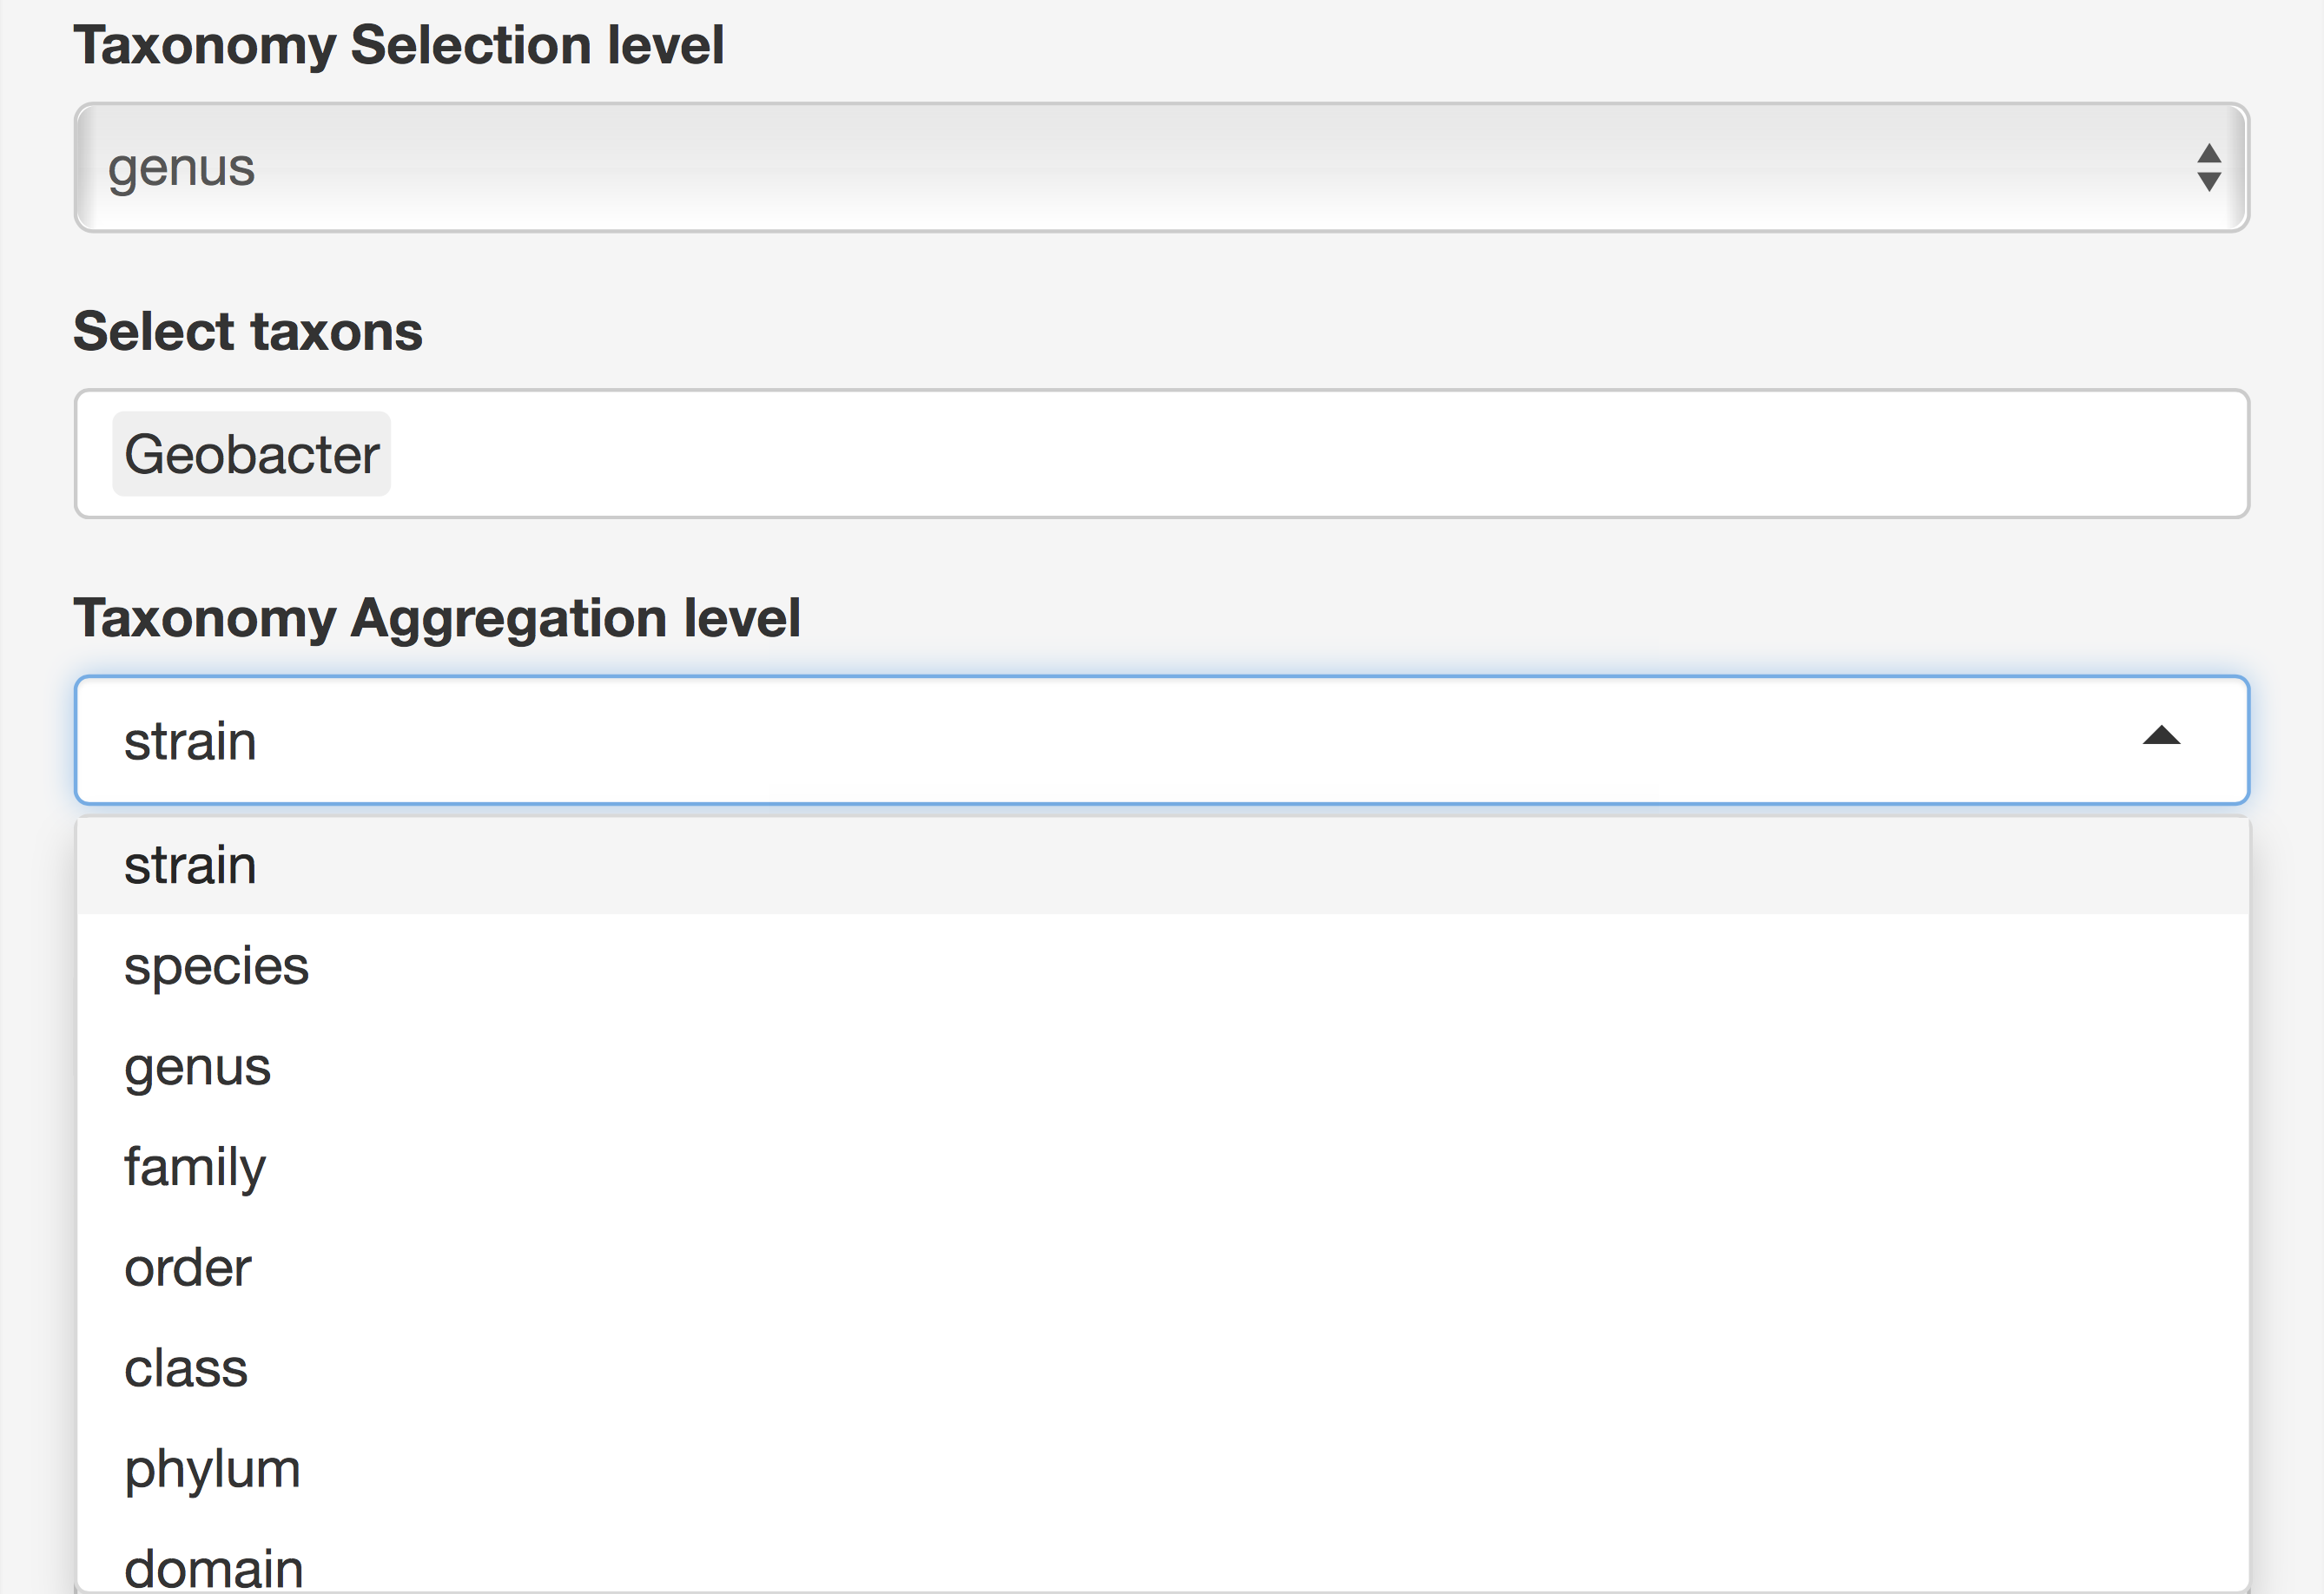 Taxonomy Selection level
genus
Select taxons
Geobacter
Taxonomy Aggregation level
strain
strain
species
genus
family
order
class
phylum
domain